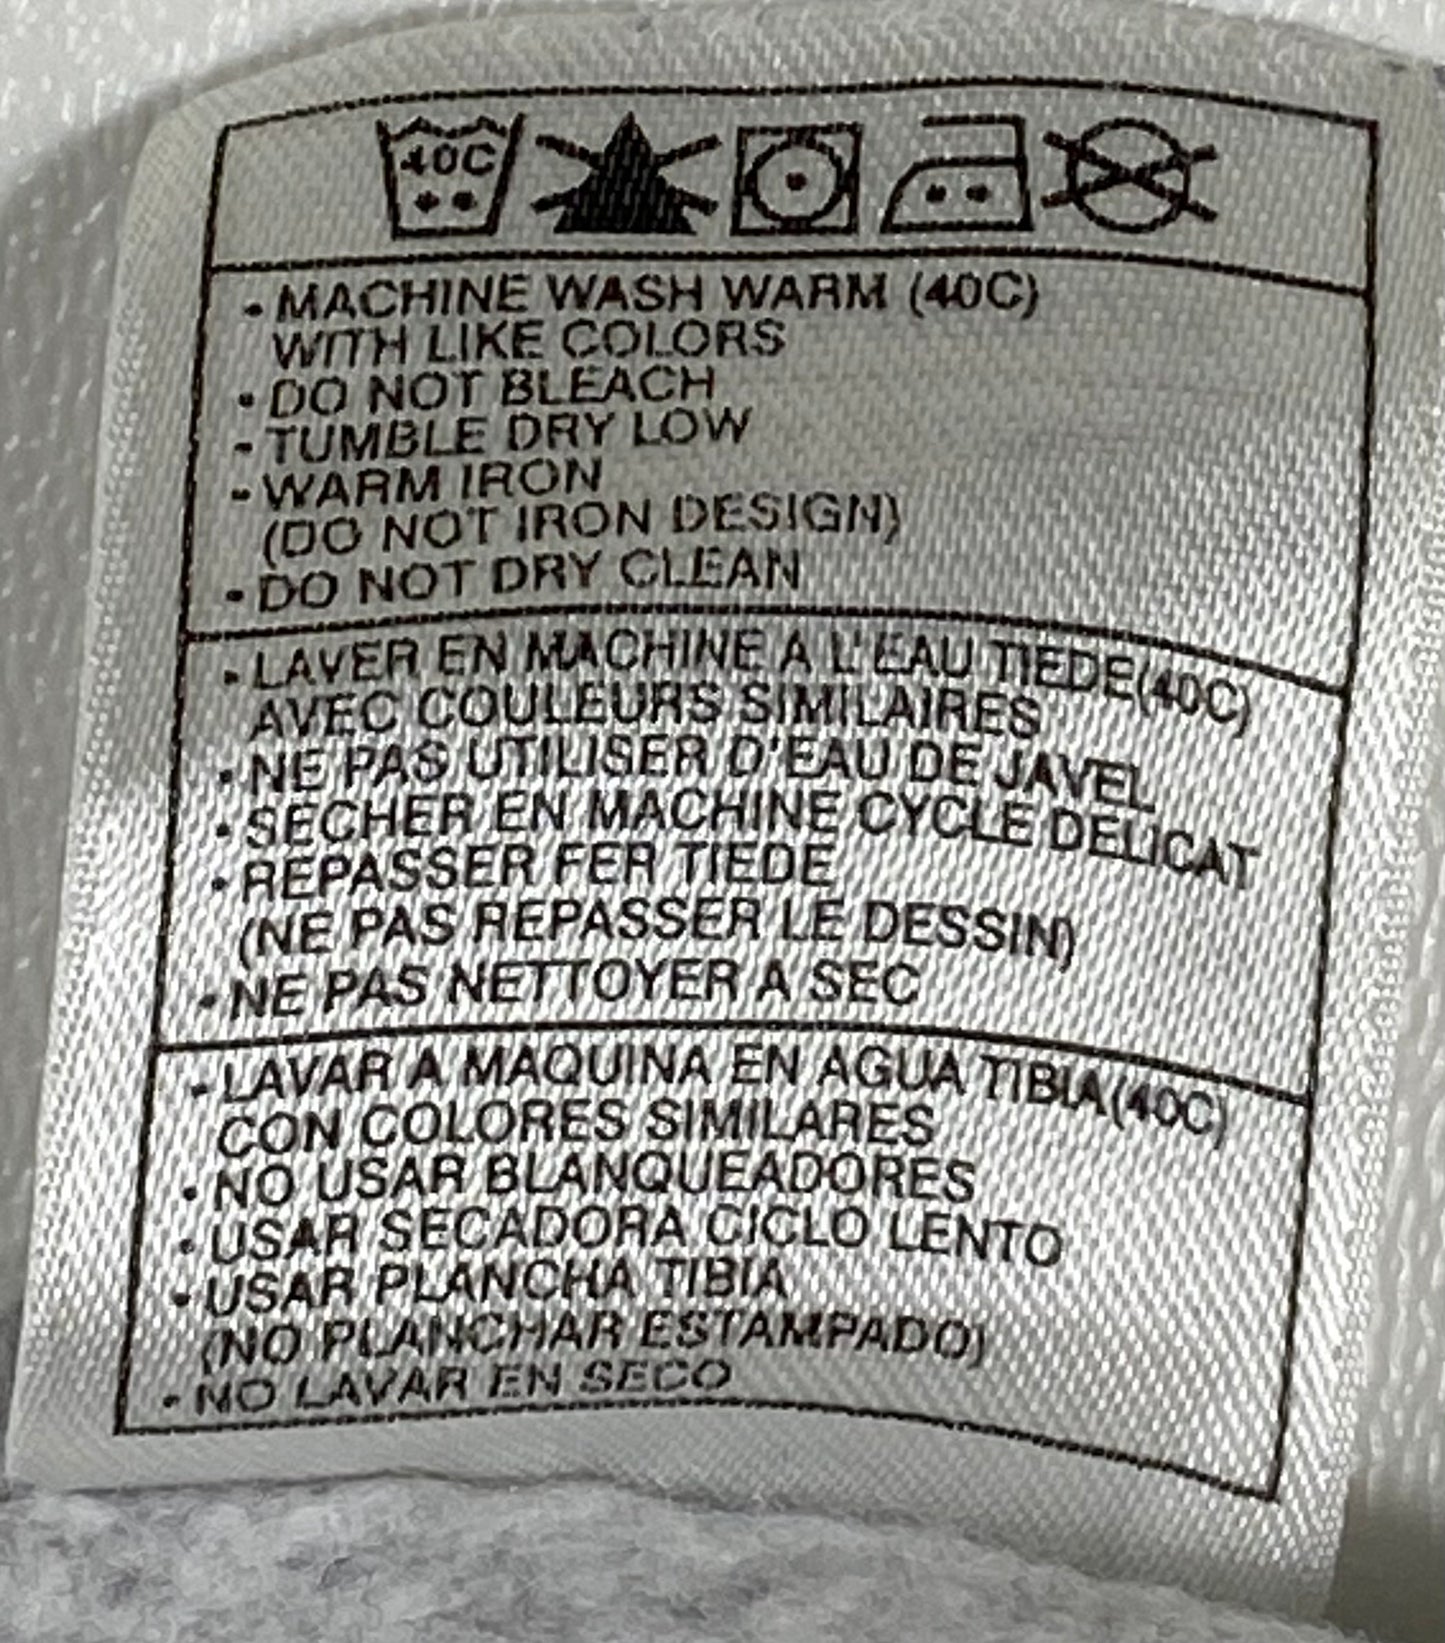 40C
- MACHINE WASH WARM (40C)
WITH LIKE COLORS
• DO NOT BLEACH
- TUMBLE DRY LOW
- WARM IRON
(DO NOT IRON DESIGN)
• DO NOT DRY CLEAN
• LAVER EN MACHINE A L'EAU TIEDE(40C)
AVEC COULEURS SIMILAIRES
• NE PAS UTILISER D'EAU DE JAVEL
• SECHER EN MACHINE CYCLE DELICAT
• REPASSER FER TIEDE
(NE PAS REPASSER LE DESSIN)
• NE PAS NETTOYER A SEC
- LAVAR A MAQUINA EN AGUA TIBIA(40C)
CON COLORES SIMILARES
• NO USAR BLANQUEADORES
• USAR SECADORA CICLO LENTO
• USAR PLANCHA TIBIA
(NO PLANCHAR ESTAMPADO)
• NO LAVAR EN SECO